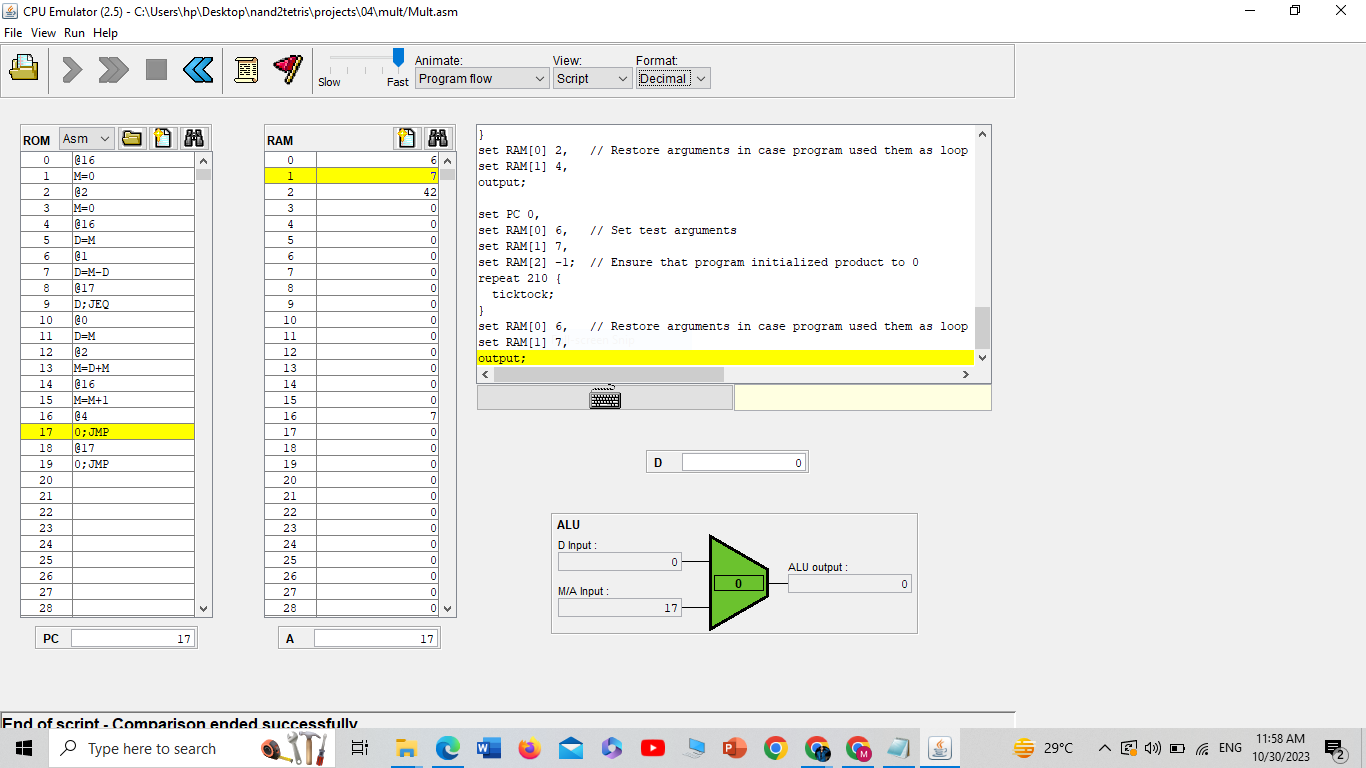 CPU Emulator (2.5) - C:\Users\hp\Desktop\nand2tetris\projects\04\mult/Mult.asm
File View Run Help
Slow Fast
Animate: View: Format:
Program flow Script Decimal
ROM Asm
0 @16
1 M=0
2 @2
3 M=0
4 @16
5 D=M
6 @1
7 D=M-D
8 @17
9 D;JEQ
10 @0
11 D=M
12 @2
13 M=D+M
14 @16
15 M=M+1
16 @4
17 0;JMP
18 @17
19 0;JMP
20
21
22
23
24
25
26
27
28
PC 17
RAM
0 6
1 7
2 42
3 0
4 0
5 0
6 0
7 0
8 0
9 0
10 0
11 0
12 0
13 0
14 0
15 0
16 7
17 0
18 0
19 0
20 0
21 0
22 0
23 0
24 0
25 0
26 0
27 0
28 0
A 17
}
set RAM[0] 2,   // Restore arguments in case program used them as loop
set RAM[1] 4,
output;
set PC 0,
set RAM[0] 6,   // Set test arguments
set RAM[1] 7,
set RAM[2] -1;  // Ensure that program initialized product to 0
repeat 210 {
ticktock;
}
set RAM[0] 6,   // Restore arguments in case program used them as loop
set RAM[1] 7,
output;
D 0
ALU
D Input :
0
M/A Input :
17
0
ALU output :
0
End of script - Comparison ended successfully
Type here to search
29°C
ENG
11:58 AM
10/30/2023
2